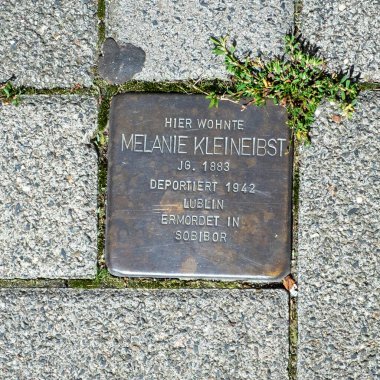 HIER WOHNTE
MELANIE KLEINEIBST
JG. 1883
DEPORTIERT 1942
LUBLIN
ERMORDET IN
SOBIBOR